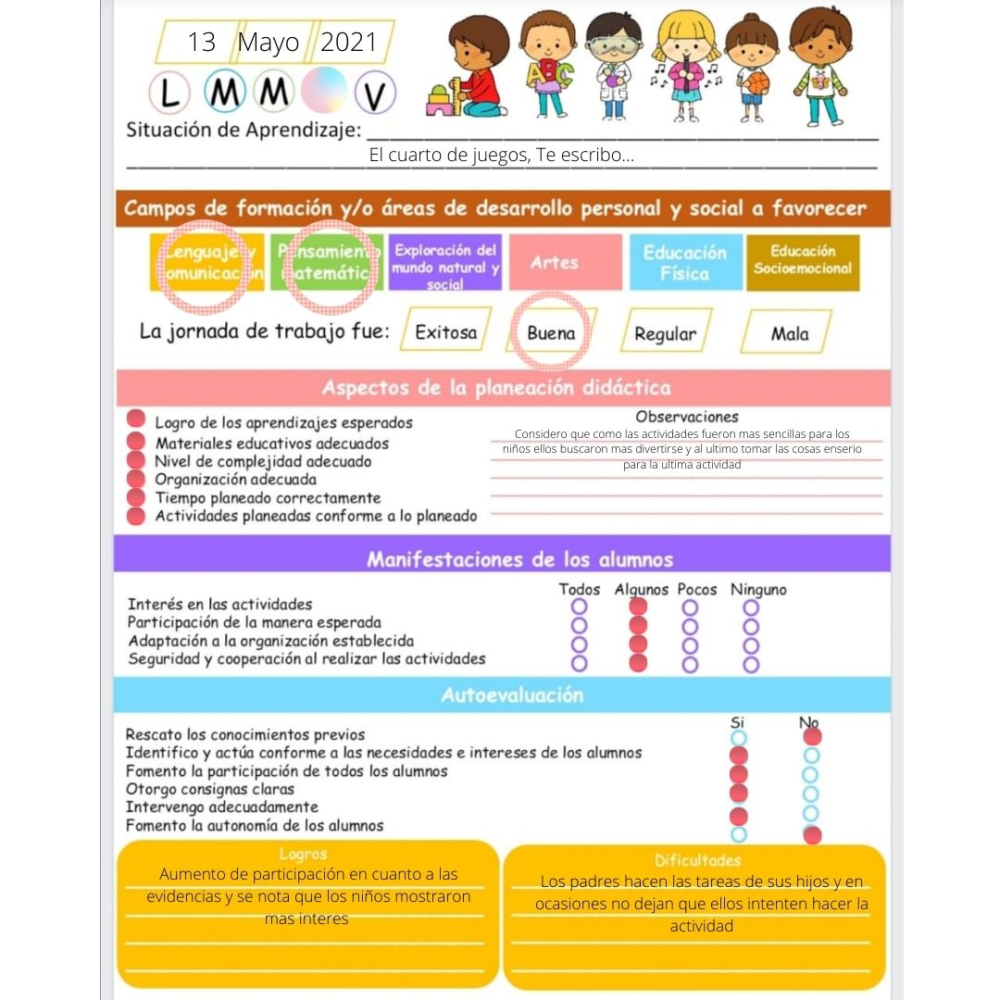 13 Mayo 2021
L M M V
Situación de Aprendizaje:
El cuarto de juegos, Te escribo...
Campos de formación y/o áreas de desarrollo personal y social a favorecer
Lenguaje y
omunicación
Pensamiento
matemátic
Exploración del
mundo natural y
social
Artes
Educación
Física
Educación
Socioemocional
La jornada de trabajo fue: Exitosa Buena Regular Mala
Aspectos de la planeación didáctica
Logro de los aprendizajes esperados
Materiales educativos adecuados
Nivel de complejidad adecuado
Organización adecuada
Tiempo planeado correctamente
Actividades planeadas conforme a lo planeado
Observaciones
Considero que como las actividades fueron mas sencillas para los
niños ellos buscaron mas divertirse y al ultimo tomar las cosas enserio
para la ultima actividad
Manifestaciones de los alumnos
Todos Algunos Pocos Ninguno
Interés en las actividades
Participación de la manera esperada
Adaptación a la organización establecida
Seguridad y cooperación al realizar las actividades
Autoevaluación
Si No
Rescato los conocimientos previos
Identifico y actúa conforme a las necesidades e intereses de los alumnos
Fomento la participación de todos los alumnos
Otorgo consignas claras
Intervengo adecuadamente
Fomento la autonomía de los alumnos
Logros
Aumento de participación en cuanto a las
evidencias y se nota que los niños mostraron
mas interes
Dificultades
Los padres hacen las tareas de sus hijos y en
ocasiones no dejan que ellos intenten hacer la
actividad
ABC